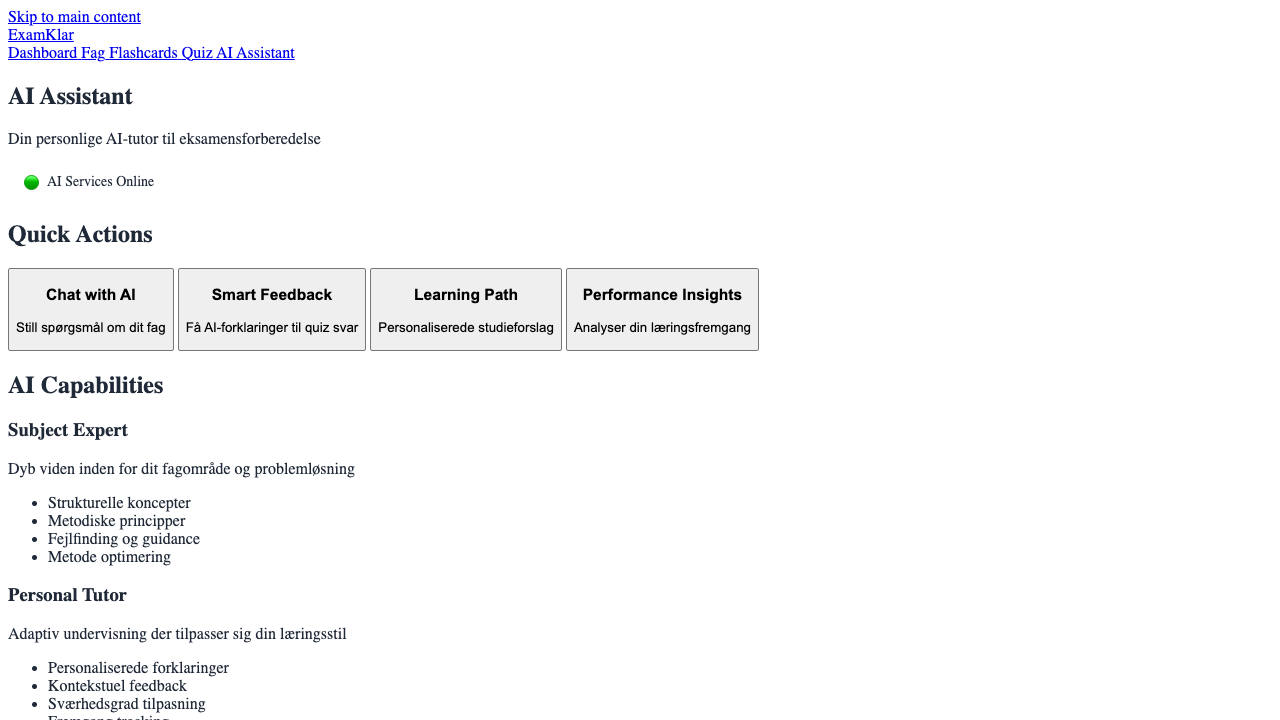 Skip to main content
ExamKlar
Dashboard Fag Flashcards Quiz AI Assistant
AI Assistant
Din personlige AI-tutor til eksamensforberedelse
AI Services Online
Quick Actions
Chat with AI
Still spørgsmål om dit fag
Smart Feedback
Få AI-forklaringer til quiz svar
Learning Path
Personaliserede studieforslag
Performance Insights
Analyser din læringsfremgang
AI Capabilities
Subject Expert
Dyb viden inden for dit fagområde og problemløsning
Strukturelle koncepter
Metodiske principper
Fejlfinding og guidance
Metode optimering
Personal Tutor
Adaptiv undervisning der tilpasser sig din læringsstil
Personaliserede forklaringer
Kontekstuel feedback
Sværhedsgrad tilpasning